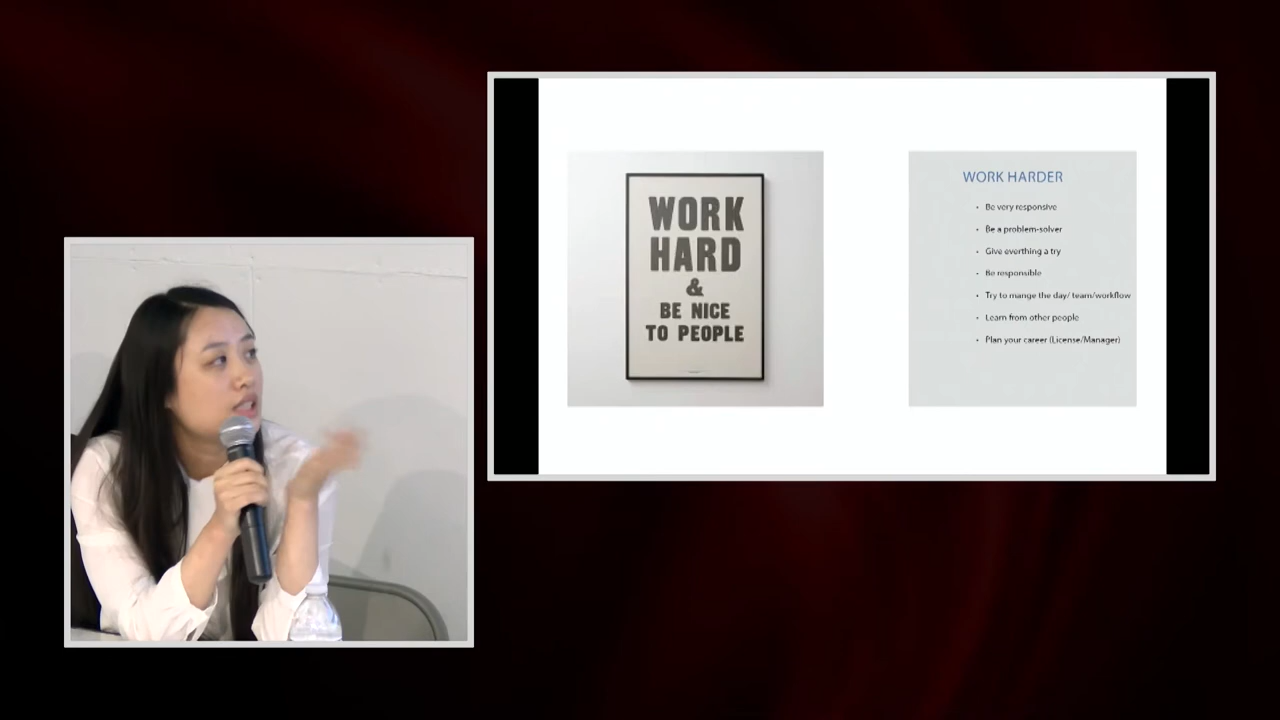 WORK
HARD
&
BE NICE
TO PEOPLE
WORK HARDER
• Be very responsive
• Be a problem-solver
• Give everthing a try
• Be responsible
• Try to mange the day/ team/workflow
• Learn from other people
• Plan your career (License/Manager)